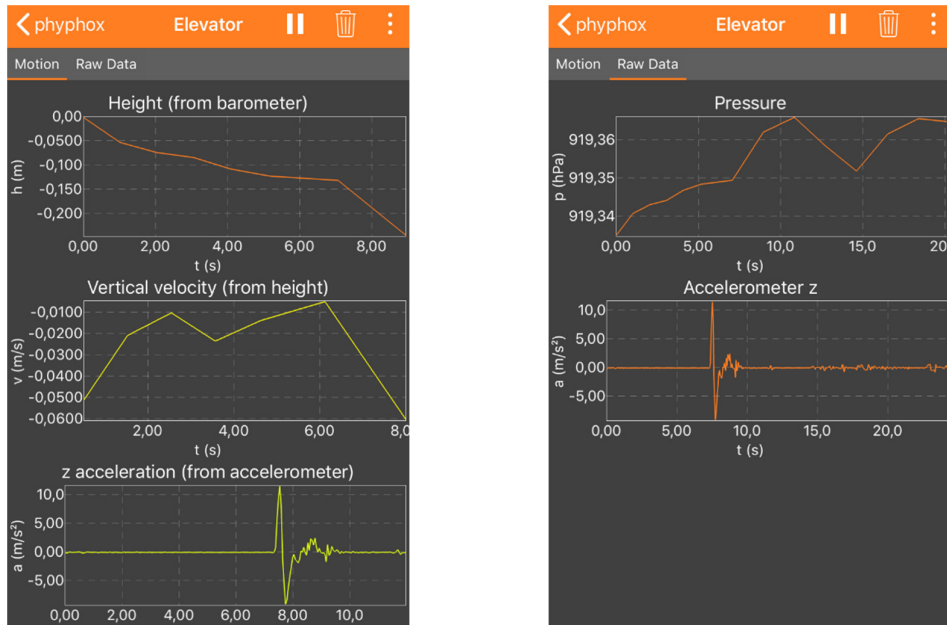 phyphox Elevator
Motion Raw Data
Height (from barometer)
0,00
-0,0500
-0,100
-0,150
-0,200
h (m)
0,00 2,00 4,00 6,00 8,00
t (s)
Vertical velocity (from height)
-0,0100
-0,0200
-0,0300
-0,0400
-0,0500
-0,0600
v (m/s)
2,00 4,00 6,00 8,0
t (s)
z acceleration (from accelerometer)
10,0
5,00
0,00
-5,00
a (m/s²)
0,00 2,00 4,00 6,00 8,00 10,0
phyphox Elevator
Motion Raw Data
Pressure
919,36
919,35
919,34
p (hPa)
0,00 5,00 10,0 15,0 20,
t (s)
Accelerometer z
10,0
5,00
0,00
-5,00
a (m/s²)
0,00 5,00 10,0 15,0 20,0
t (s)